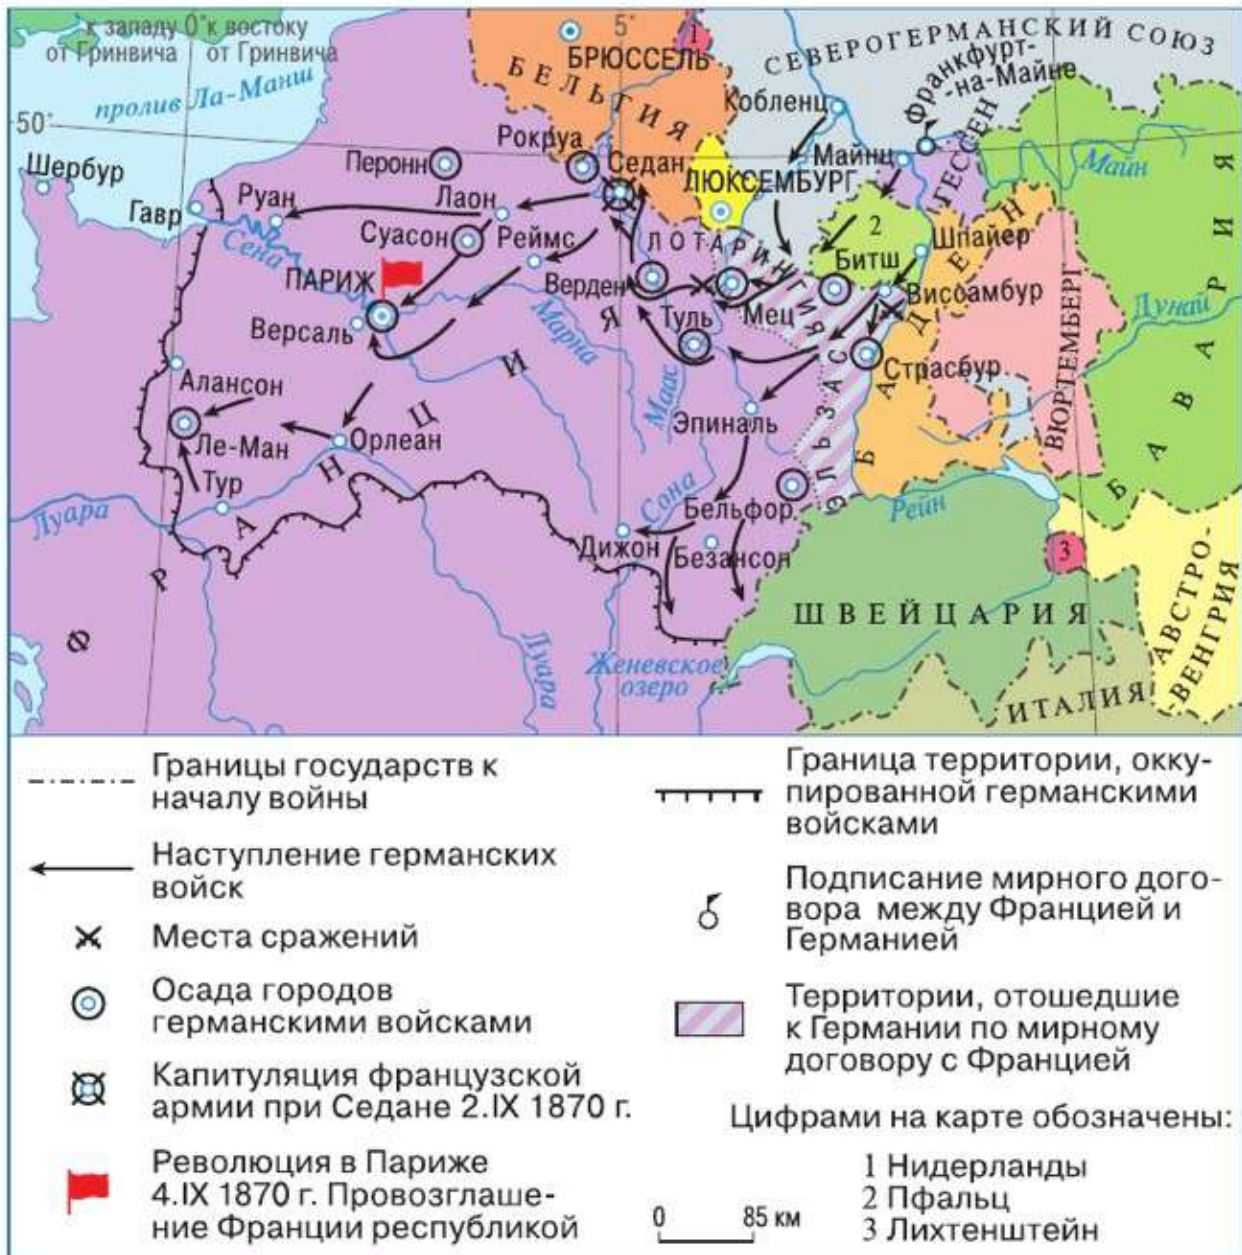 к западу 0° к востоку
от Гринвича от Гринвича
5°
50°
пролив Ла-Манш
БРЮССЕЛЬ
БЕЛЬГИЯ
1
СЕВЕРОГЕРМАНСКИЙ СОЮЗ
Франкфурт-
-на-Майне
Кобленц
Майнц
ГЕССЕН
Майн
Рокруа
Седан
Перонн
ЛЮКСЕМБУРГ
Шербур
Гавр
Руан
Лаон
Сена
Суасон
Реймс
ЛОТАРИНГИЯ
2
Битш
Шпайер
ПАРИЖ
Верден
Мец
Виссамбур
Версаль
Марна
Туль
Страсбур
БАДЕН
ВЮРТЕМБЕРГ
Дунай
БАВАРИЯ
Алансон
Маас
Эпиналь
ЭЛЬЗАС
Ле-Ман
Орлеан
Тур
Луара
Сона
Бельфор
Рейн
Дижон
Безансон
3
ФРАНЦИЯ
ШВЕЙЦАРИЯ
АВСТРО-
-ВЕНГРИЯ
Луара
Женевское
озеро
ИТАЛИЯ
Границы государств к
началу войны
Наступление германских
войск
Места сражений
Осада городов
германскими войсками
Капитуляция французской
армии при Седане 2.IX 1870 г.
Революция в Париже
4.IX 1870 г. Провозглаше-
ние Франции республикой
Граница территории, окку-
пированной германскими
войсками
Подписание мирного дого-
вора между Францией и
Германией
Территории, отошедшие
к Германии по мирному
договору с Францией
Цифрами на карте обозначены:
1 Нидерланды
2 Пфальц
3 Лихтенштейн
0 85 км